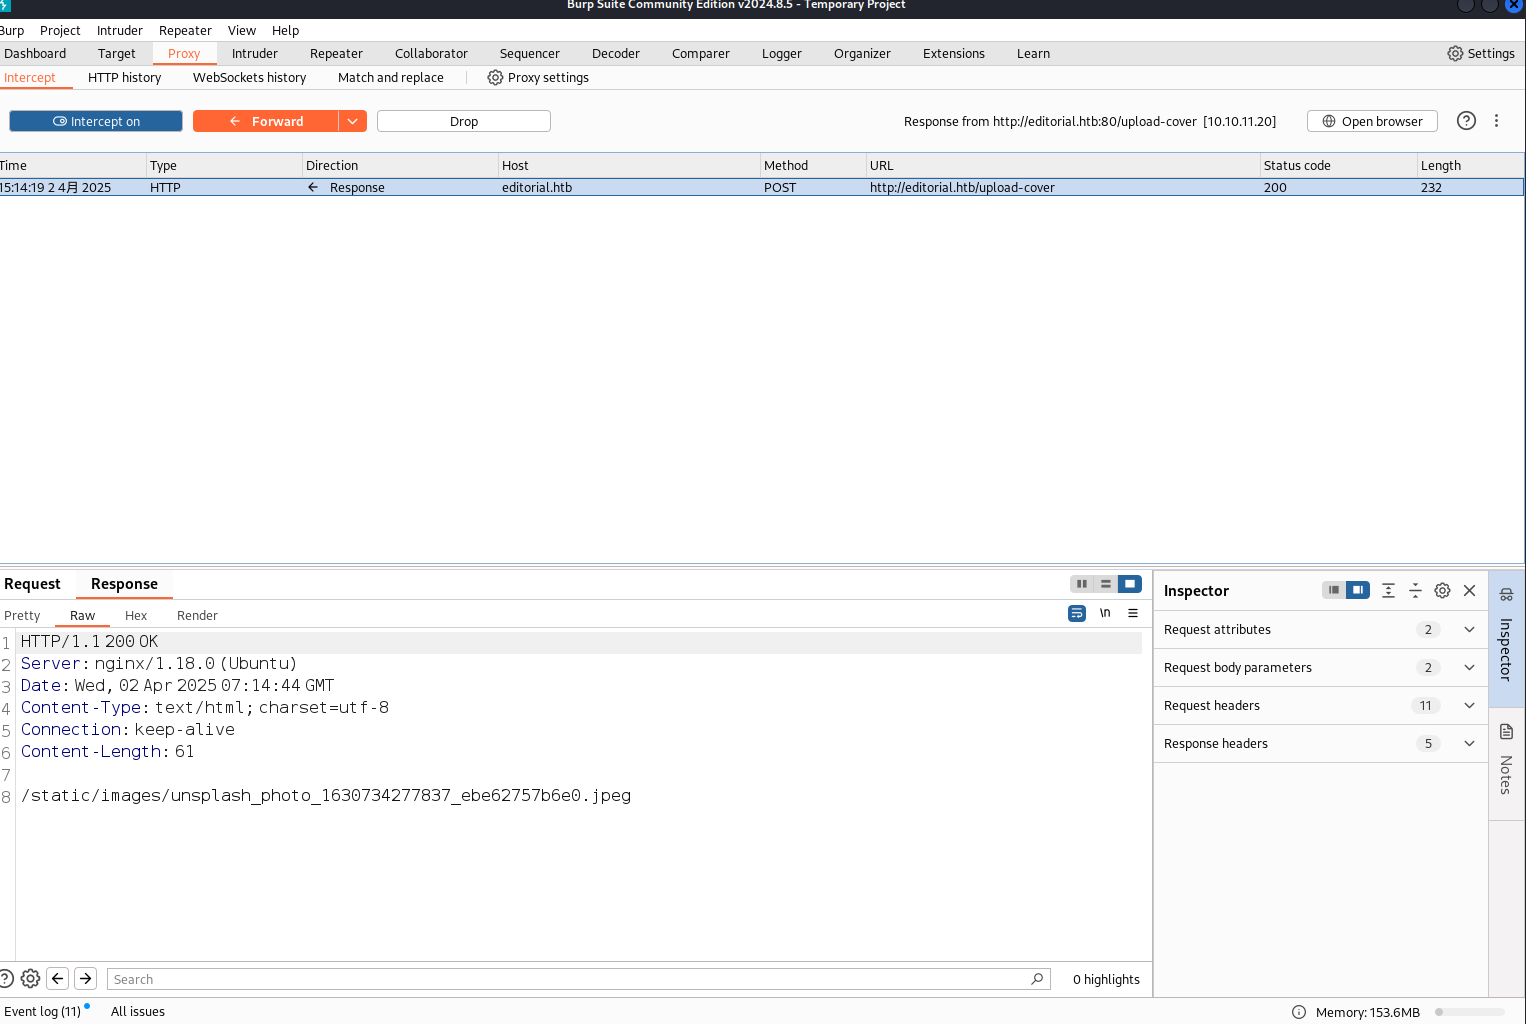 Burp Suite Community Edition v2024.8.5 - Temporary Project
Burp Project Intruder Repeater View Help
Dashboard Target Proxy Intruder Repeater Collaborator Sequencer Decoder Comparer Logger Organizer Extensions Learn Settings
Intercept HTTP history WebSockets history Match and replace Proxy settings
Intercept on Forward Drop Response from http://editorial.htb:80/upload-cover [10.10.11.20] Open browser
Time Type Direction Host Method URL Status code Length
15:14:19 2 4月 2025 HTTP Response editorial.htb POST http://editorial.htb/upload-cover 200 232
Request Response
Pretty Raw Hex Render \n
1 HTTP/1.1 200 OK
2 Server: nginx/1.18.0 (Ubuntu)
3 Date: Wed, 02 Apr 2025 07:14:44 GMT
4 Content-Type: text/html; charset=utf-8
5 Connection: keep-alive
6 Content-Length: 61
7
8 /static/images/unsplash_photo_1630734277837_ebe62757b6e0.jpeg
Inspector
Request attributes 2
Request body parameters 2
Request headers 11
Response headers 5
Inspector
Notes
Search 0 highlights
Event log (11) All issues Memory: 153.6MB